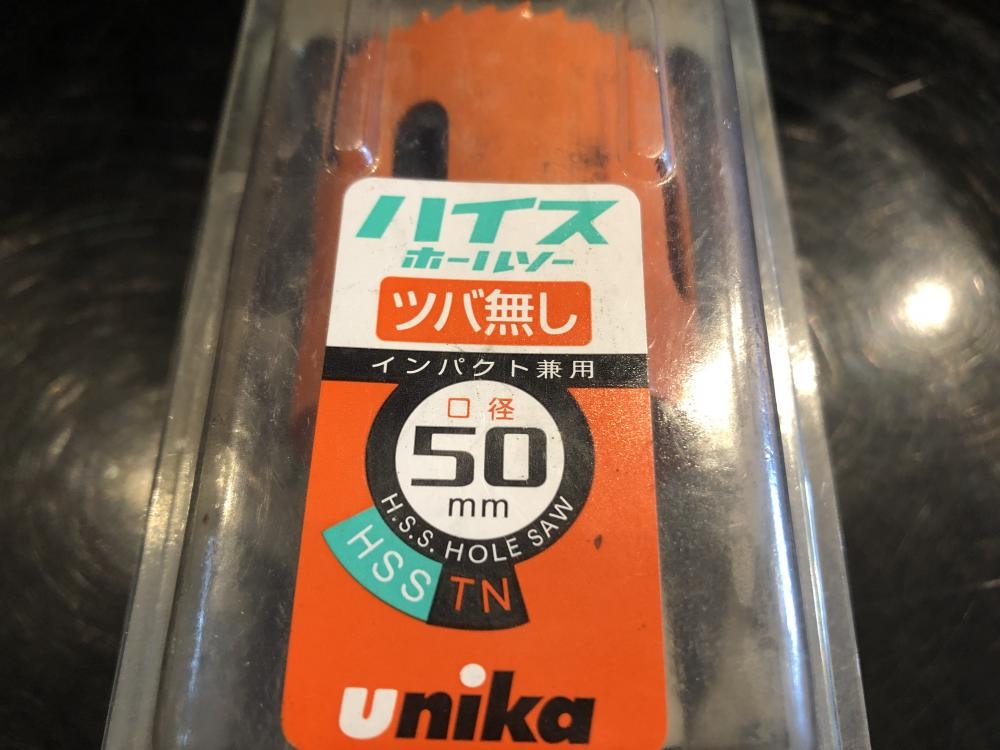 ハイス
ホールソー
ツバ無し
インパクト兼用
口径
50
mm
H.S.S. HOLE SAW
HSS TN
unika